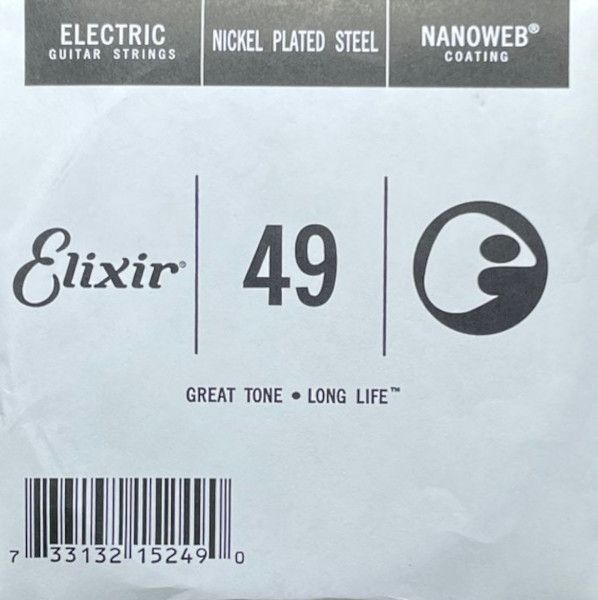 ELECTRIC
GUITAR STRINGS
NICKEL PLATED STEEL
NANOWEB®
COATING
Elixir®
49
GREAT TONE • LONG LIFE™
7 33132 15249 0